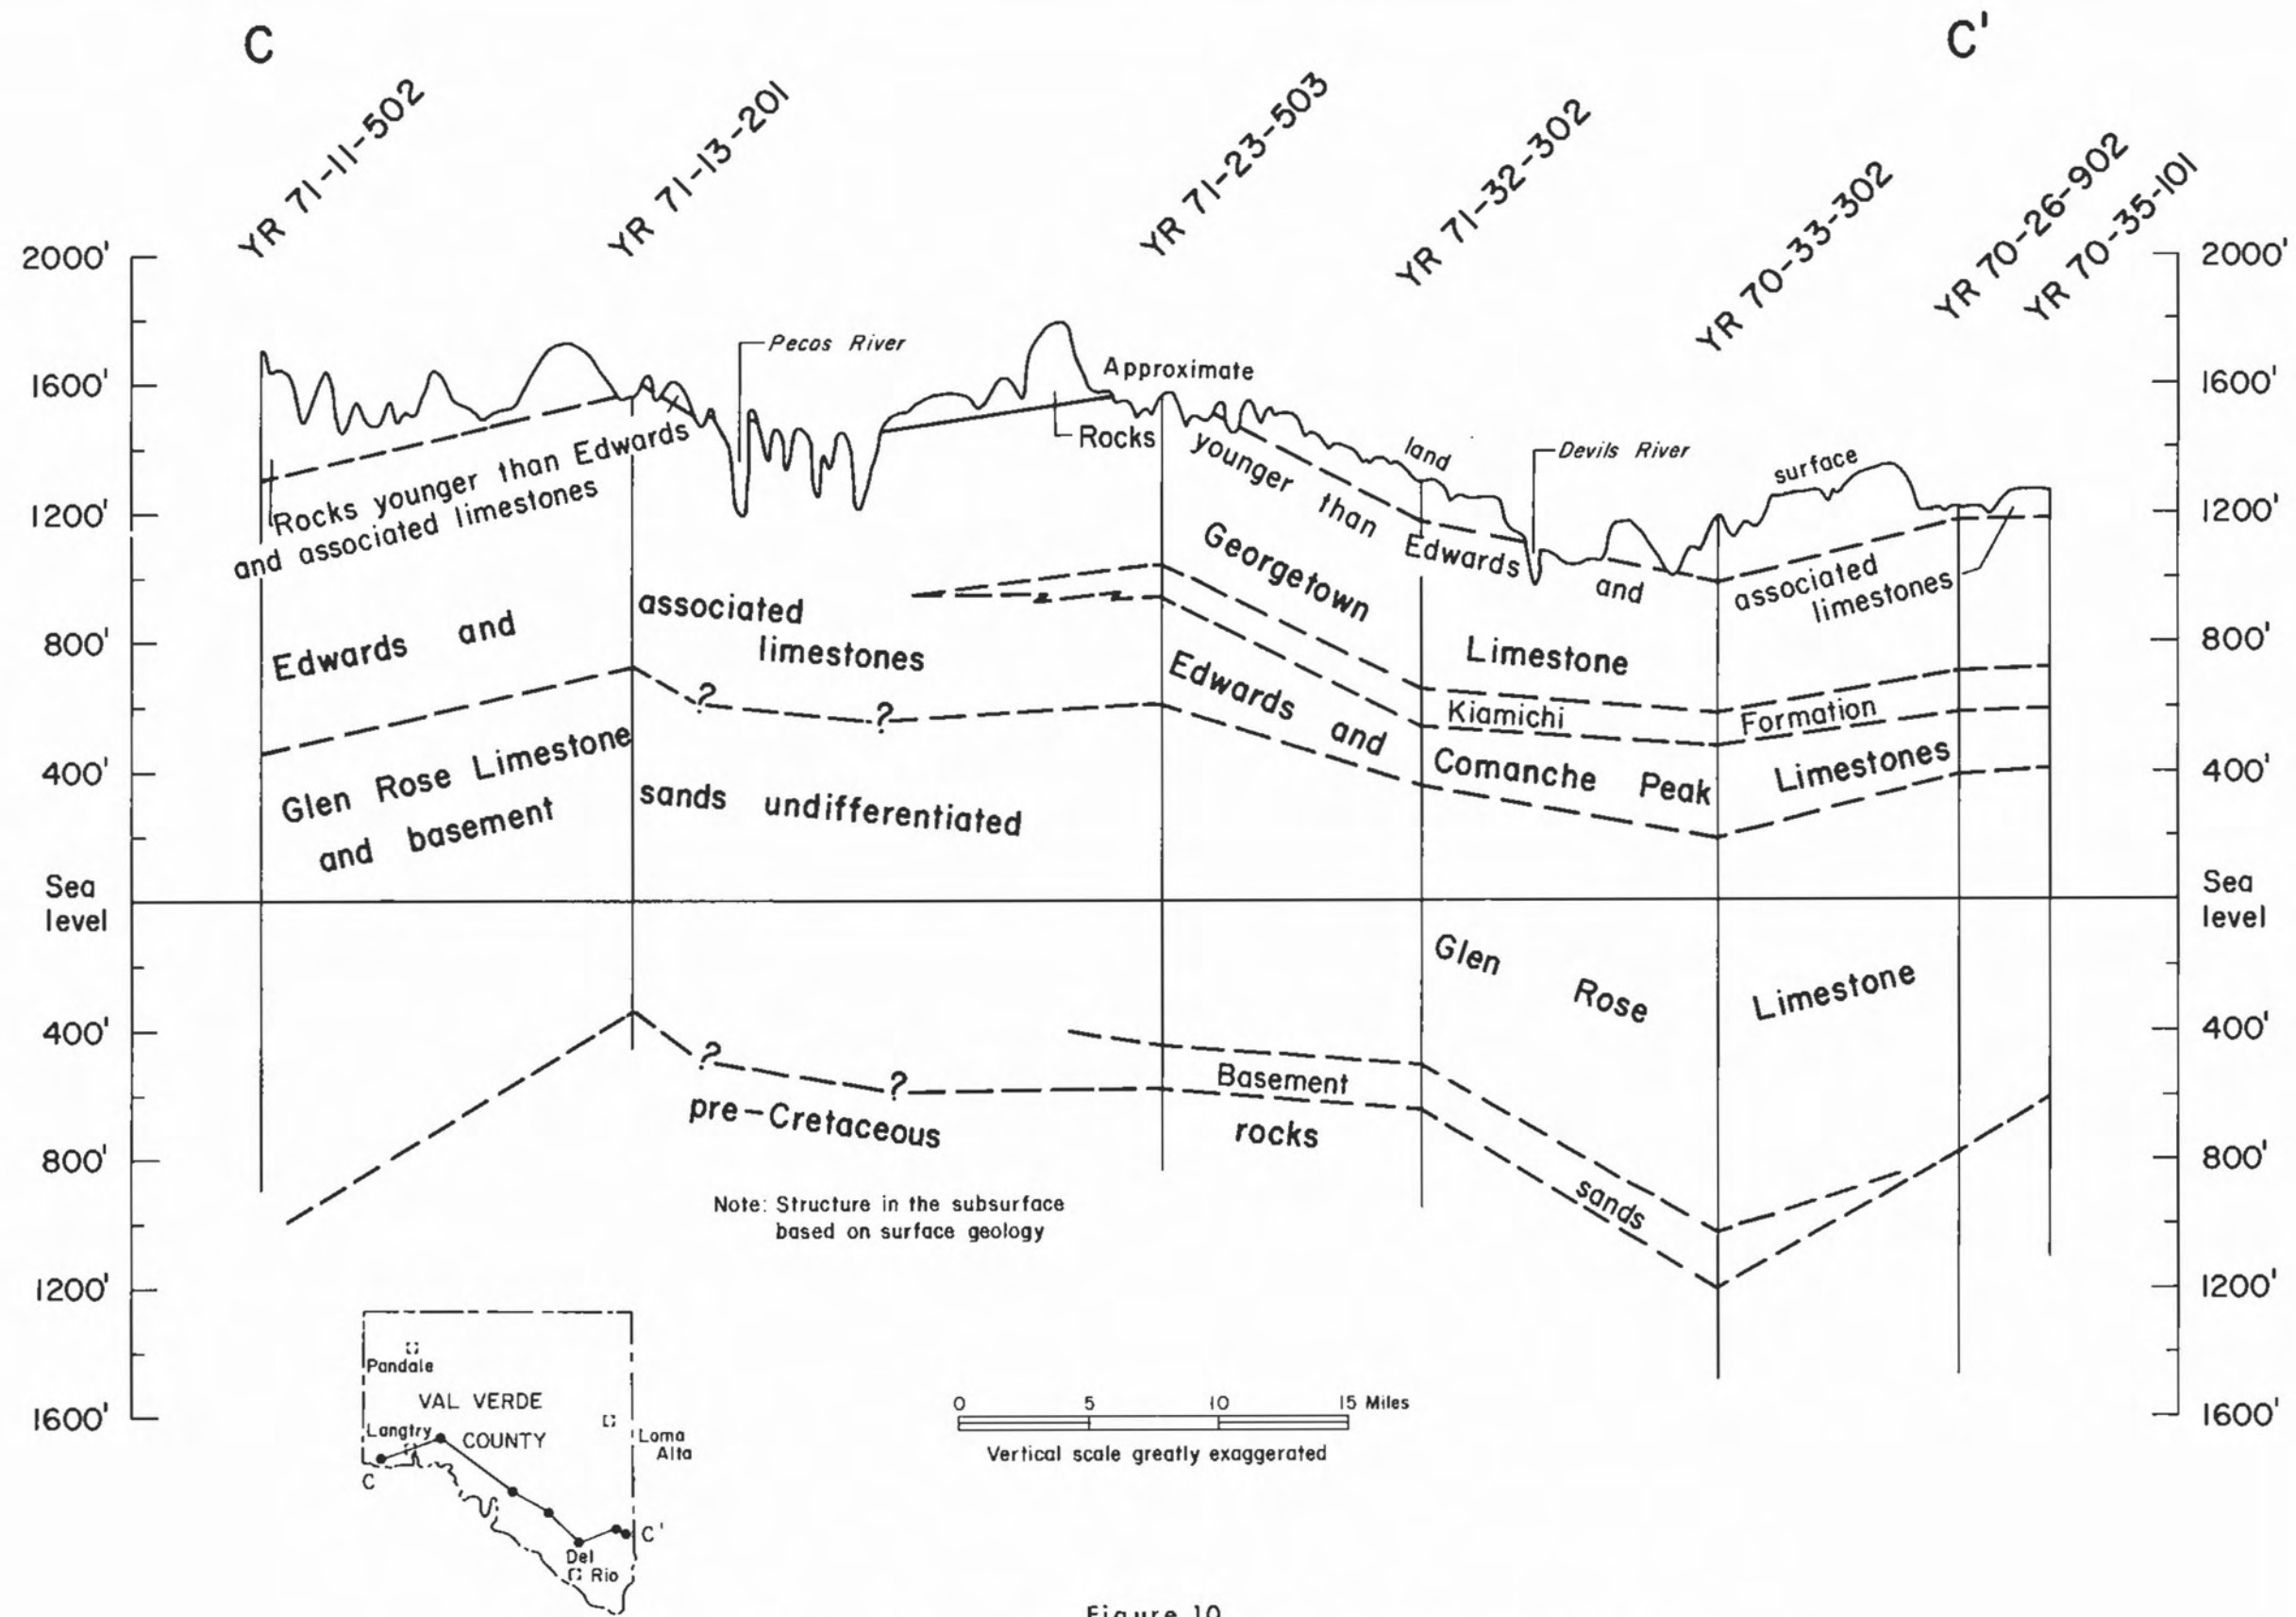 C
C'
YR 71-11-502
YR 71-13-201
YR 71-23-503
YR 71-32-302
YR 70-33-302
YR 70-26-902
YR 70-35-101
2000'
1600'
1200'
800'
400'
Sea
level
400'
800'
1200'
1600'
2000'
1600'
1200'
800'
400'
Sea
level
400'
800'
1200'
1600'
Pecos River
Approximate
land
surface
Devils River
Rocks younger than Edwards
and associated limestones
Rocks
younger than Edwards and associated
limestones
Edwards and associated
limestones
Georgetown Limestone
Kiamichi Formation
Edwards and Comanche Peak Limestones
Glen Rose Limestone
and basement sands undifferentiated
Glen Rose Limestone
Basement sands
pre-Cretaceous rocks
Note: Structure in the subsurface
based on surface geology
Pandale
VAL VERDE
COUNTY
Langtry
Loma
Alta
C
C'
Del
Rio
0 5 10 15 Miles
Vertical scale greatly exaggerated
Figure 10